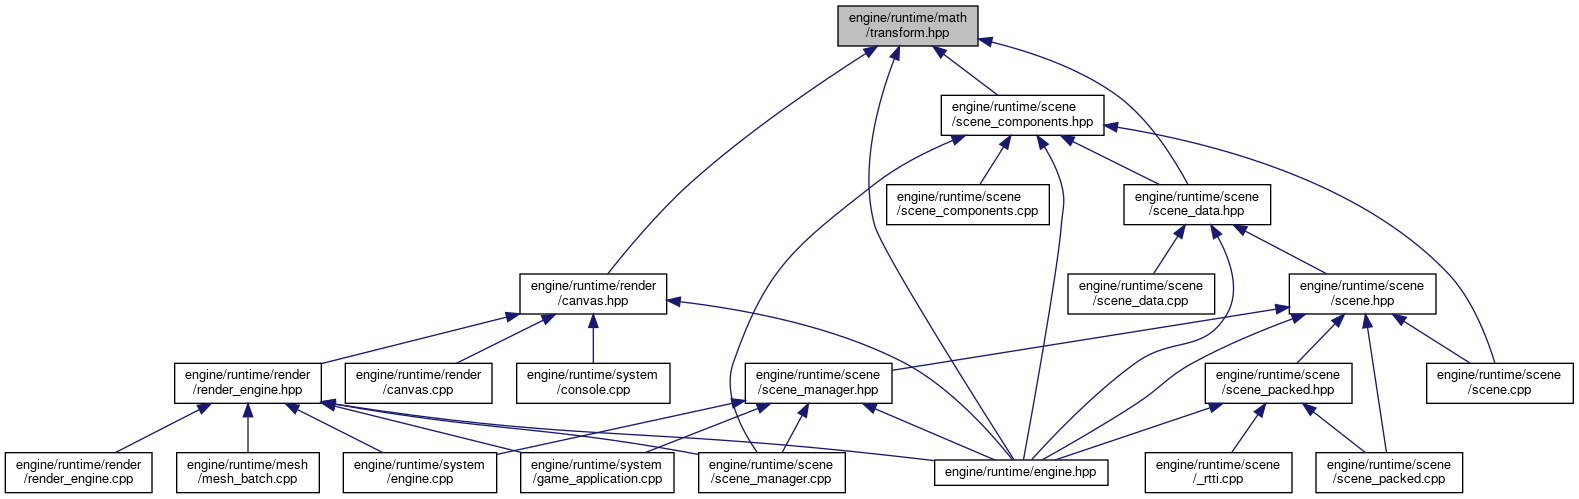 engine/runtime/math
/transform.hpp
engine/runtime/scene
/scene_components.hpp
engine/runtime/scene
/scene_components.cpp
engine/runtime/scene
/scene_data.hpp
engine/runtime/render
/canvas.hpp
engine/runtime/scene
/scene_data.cpp
engine/runtime/scene
/scene.hpp
engine/runtime/render
/render_engine.hpp
engine/runtime/render
/canvas.cpp
engine/runtime/system
/console.cpp
engine/runtime/scene
/scene_manager.hpp
engine/runtime/scene
/scene_packed.hpp
engine/runtime/scene
/scene.cpp
engine/runtime/render
/render_engine.cpp
engine/runtime/mesh
/mesh_batch.cpp
engine/runtime/system
/engine.cpp
engine/runtime/system
/game_application.cpp
engine/runtime/scene
/scene_manager.cpp
engine/runtime/engine.hpp
engine/runtime/scene
/_rtti.cpp
engine/runtime/scene
/scene_packed.cpp